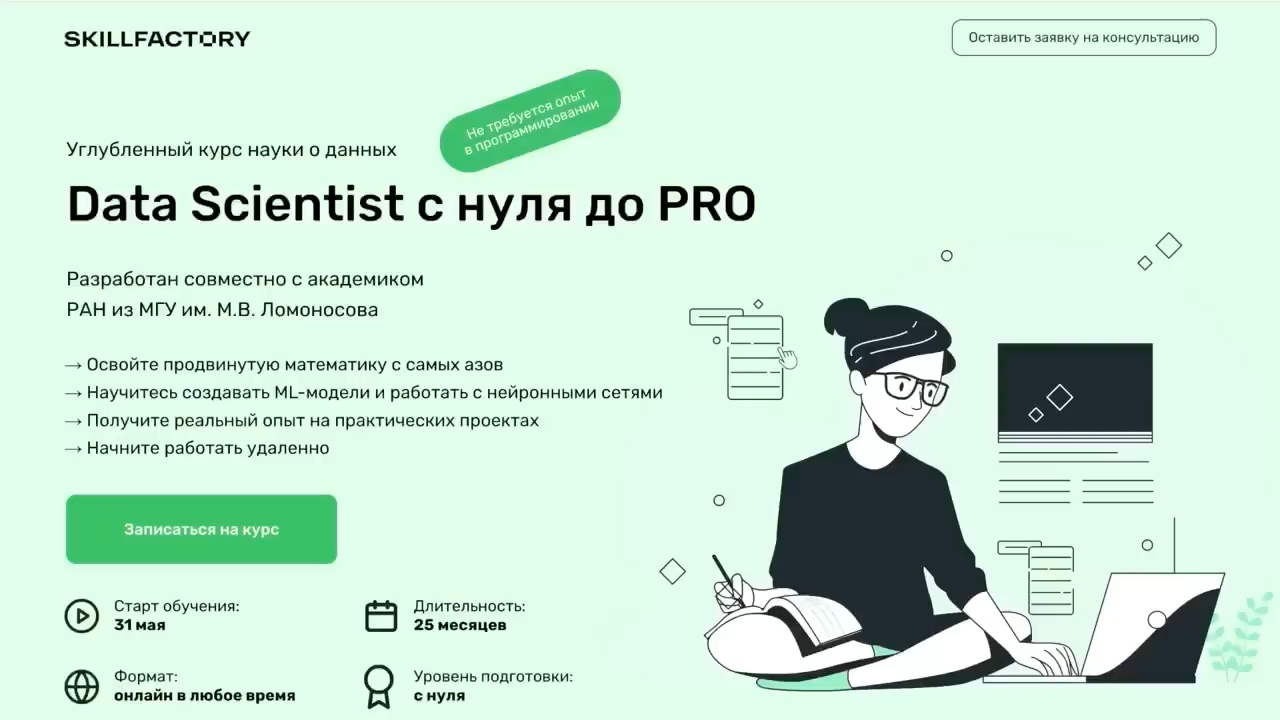 SKILLFACTORY
Оставить заявку на консультацию
Не требуется опыт
в программировании
Углубленный курс науки о данных
Data Scientist с нуля до PRO
Разработан совместно с академиком
РАН из МГУ им. М.В. Ломоносова
→ Освойте продвинутую математику с самых азов
→ Научитесь создавать ML-модели и работать с нейронными сетями
→ Получите реальный опыт на практических проектах
→ Начните работать удаленно
Записаться на курс
Старт обучения:
31 мая
Длительность:
25 месяцев
Формат:
онлайн в любое время
Уровень подготовки:
с нуля